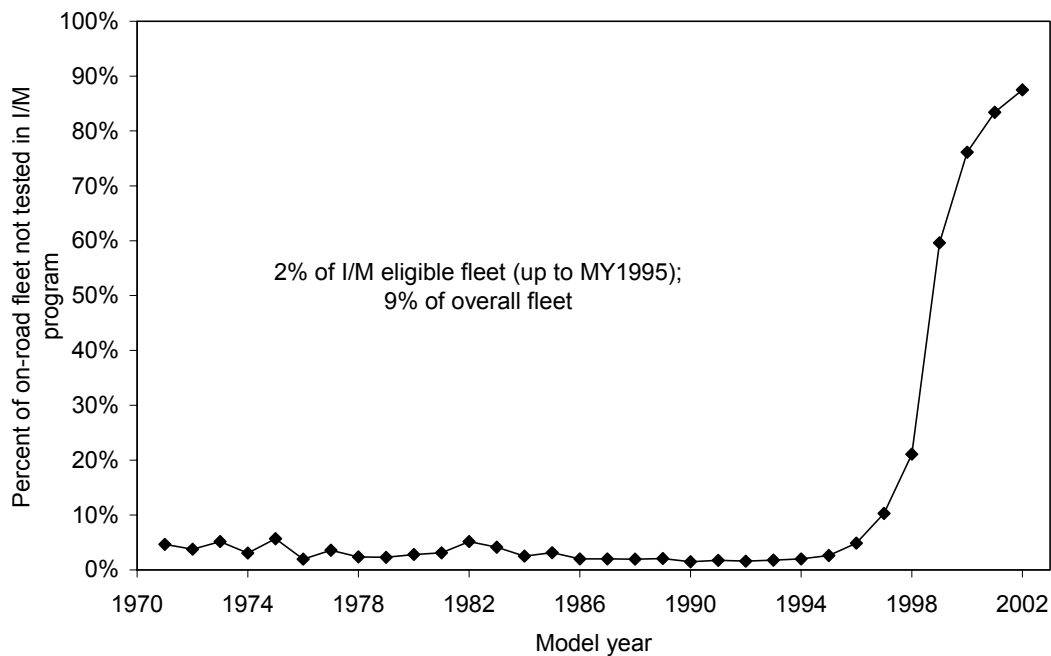 100%
90%
80%
70%
60%
50%
40%
30%
20%
10%
0%
Percent of on-road fleet not tested in I/M
program
2% of I/M eligible fleet (up to MY1995);
9% of overall fleet
1970 1974 1978 1982 1986 1990 1994 1998 2002
Model year